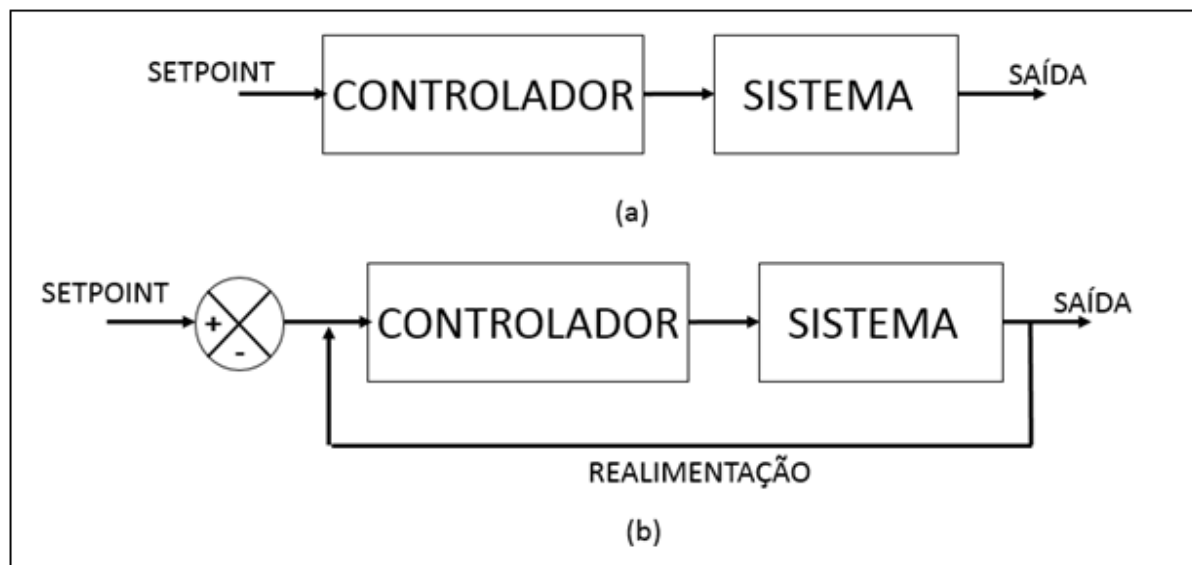 SETPOINT
CONTROLADOR
SISTEMA
SAÍDA
(a)
SETPOINT
+
-
CONTROLADOR
SISTEMA
SAÍDA
REALIMENTAÇÃO
(b)